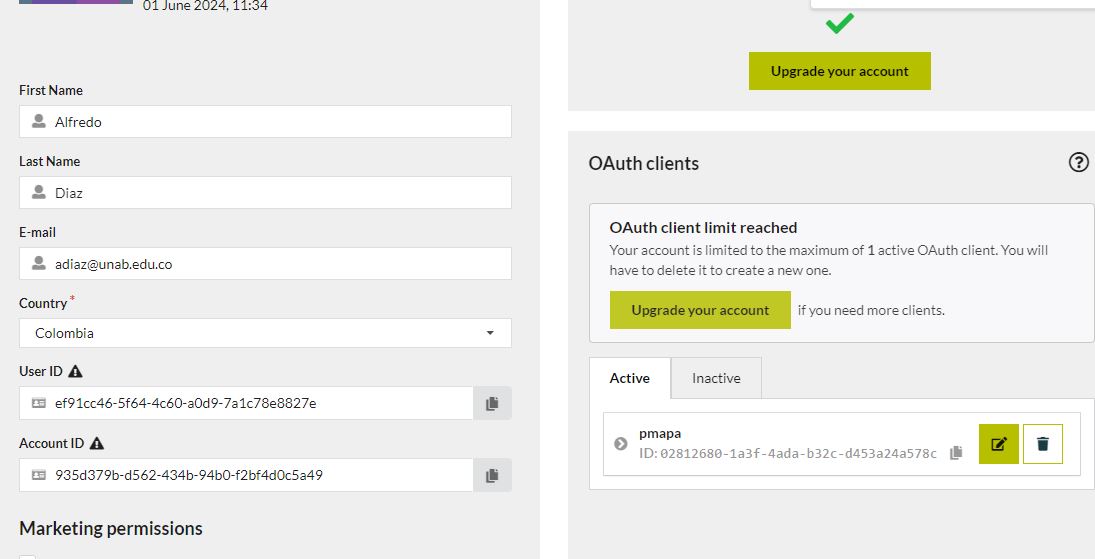 01 June 2024, 11:34
First Name
Alfredo
Last Name
Diaz
E-mail
adiaz@unab.edu.co
Country *
Colombia
User ID
ef91cc46-5f64-4c60-a0d9-7a1c78e8827e
Account ID
935d379b-d562-434b-94b0-f2bf4d0c5a49
Marketing permissions
Upgrade your account
OAuth clients
?
OAuth client limit reached
Your account is limited to the maximum of 1 active OAuth client. You will
have to delete it to create a new one.
Upgrade your account if you need more clients.
Active Inactive
pmapa
ID: 02812680-1a3f-4ada-b32c-d453a24a578c